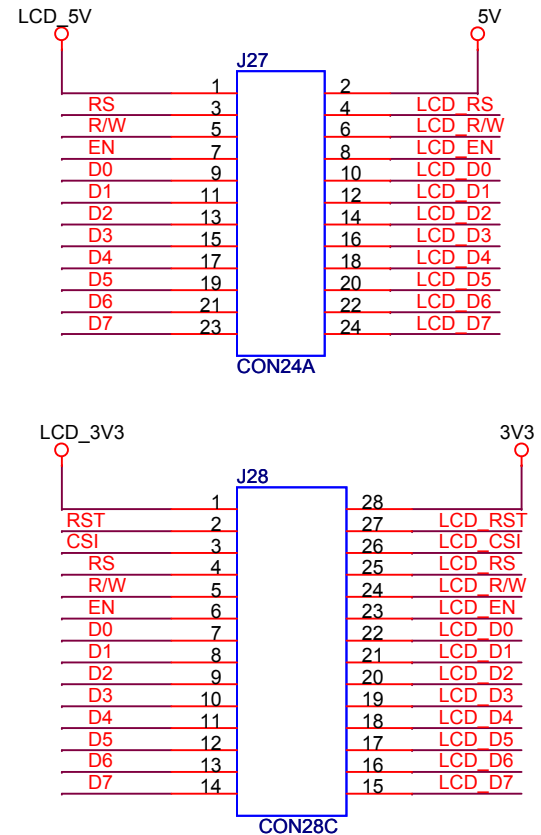 LCD_5V 5V
J27
1 2
RS 3 4 LCD_RS
R/W 5 6 LCD_R/W
EN 7 8 LCD_EN
D0 9 10 LCD_D0
D1 11 12 LCD_D1
D2 13 14 LCD_D2
D3 15 16 LCD_D3
D4 17 18 LCD_D4
D5 19 20 LCD_D5
D6 21 22 LCD_D6
D7 23 24 LCD_D7
CON24A
LCD_3V3 3V3
J28
1 28
RST 2 27 LCD_RST
CSI 3 26 LCD_CSI
RS 4 25 LCD_RS
R/W 5 24 LCD_R/W
EN 6 23 LCD_EN
D0 7 22 LCD_D0
D1 8 21 LCD_D1
D2 9 20 LCD_D2
D3 10 19 LCD_D3
D4 11 18 LCD_D4
D5 12 17 LCD_D5
D6 13 16 LCD_D6
D7 14 15 LCD_D7
CON28C